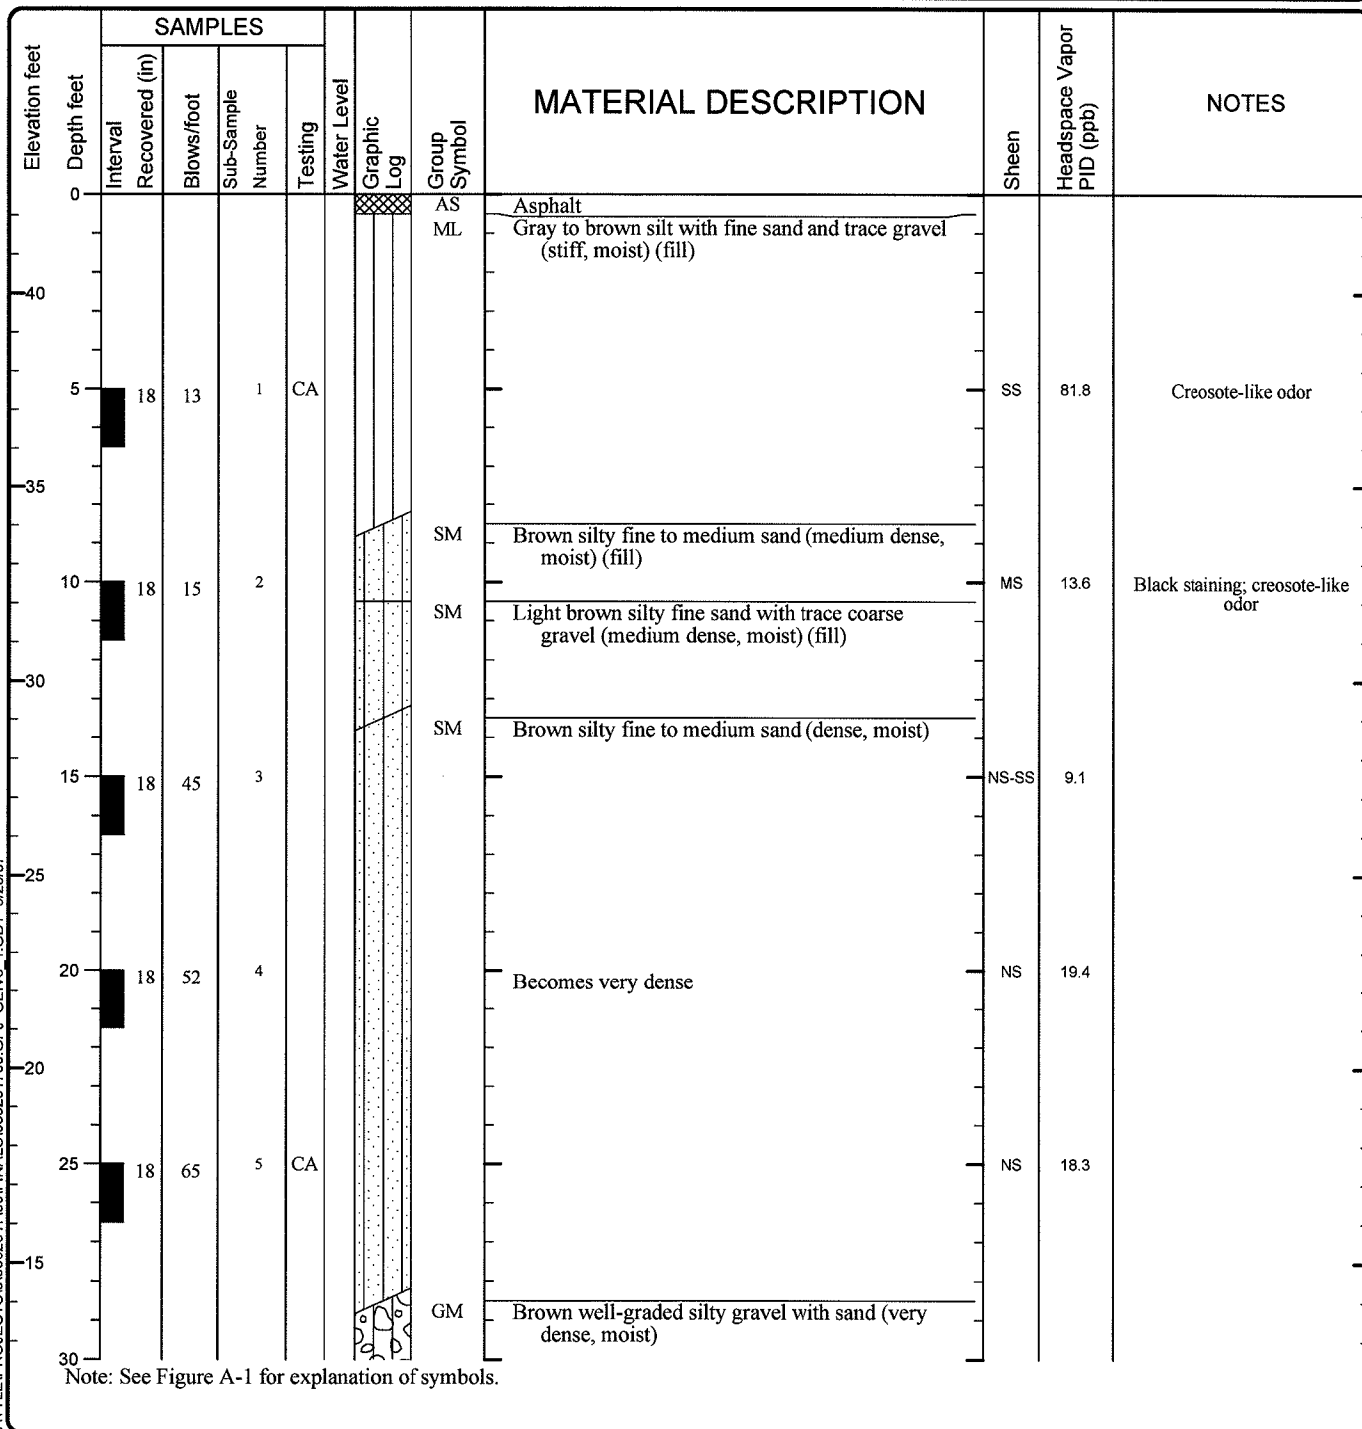 SAMPLES
Elevation feet
Depth feet
Interval
Recovered (in)
Blows/foot
Sub-Sample
Number
Testing
Water Level
Graphic
Log
Group
Symbol
MATERIAL DESCRIPTION
Sheen
Headspace Vapor
PID (ppb)
NOTES
0
AS
Asphalt
ML
Gray to brown silt with fine sand and trace gravel
(stiff, moist) (fill)
40
5
18
13
1
CA
SS
81.8
Creosote-like odor
35
SM
Brown silty fine to medium sand (medium dense,
moist) (fill)
10
18
15
2
MS
13.6
Black staining; creosote-like
odor
SM
Light brown silty fine sand with trace coarse
gravel (medium dense, moist) (fill)
30
SM
Brown silty fine to medium sand (dense, moist)
15
18
45
3
NS-SS
9.1
25
20
18
52
4
Becomes very dense
NS
19.4
20
25
18
65
5
CA
NS
18.3
15
GM
Brown well-graded silty gravel with sand (very
dense, moist)
30
Note: See Figure A-1 for explanation of symbols.